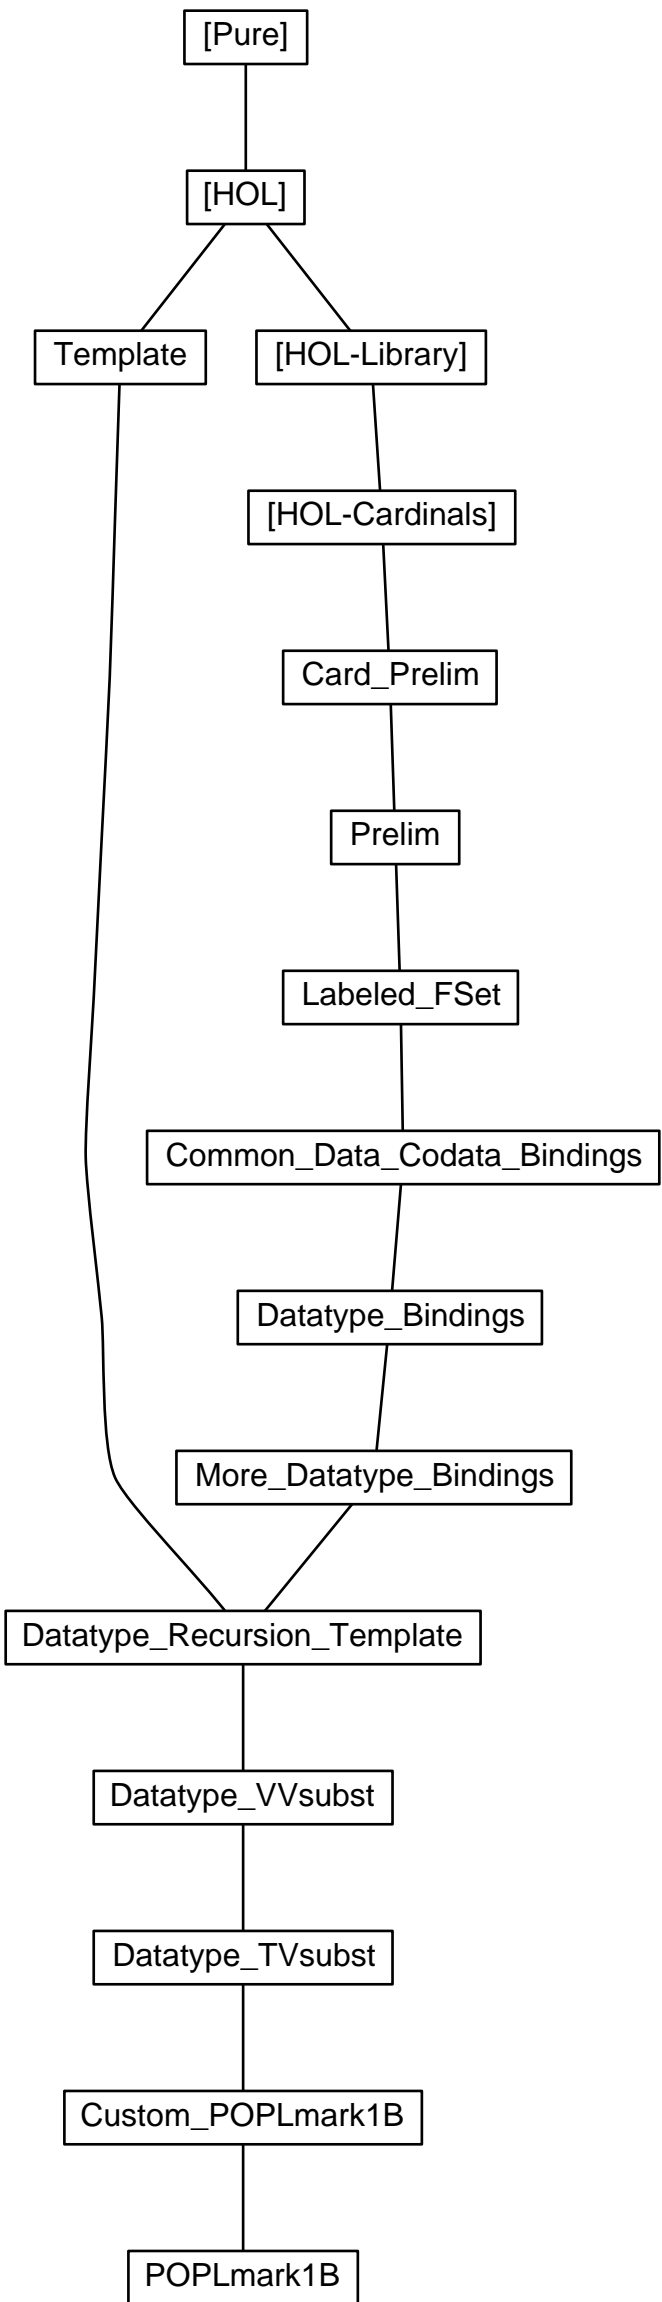 [Pure]
[HOL]
Template
[HOL-Library]
[HOL-Cardinals]
Card_Prelim
Prelim
Labeled_FSet
Common_Data_Codata_Bindings
Datatype_Bindings
More_Datatype_Bindings
Datatype_Recursion_Template
Datatype_VVsubst
Datatype_TVsubst
Custom_POPLmark1B
POPLmark1B